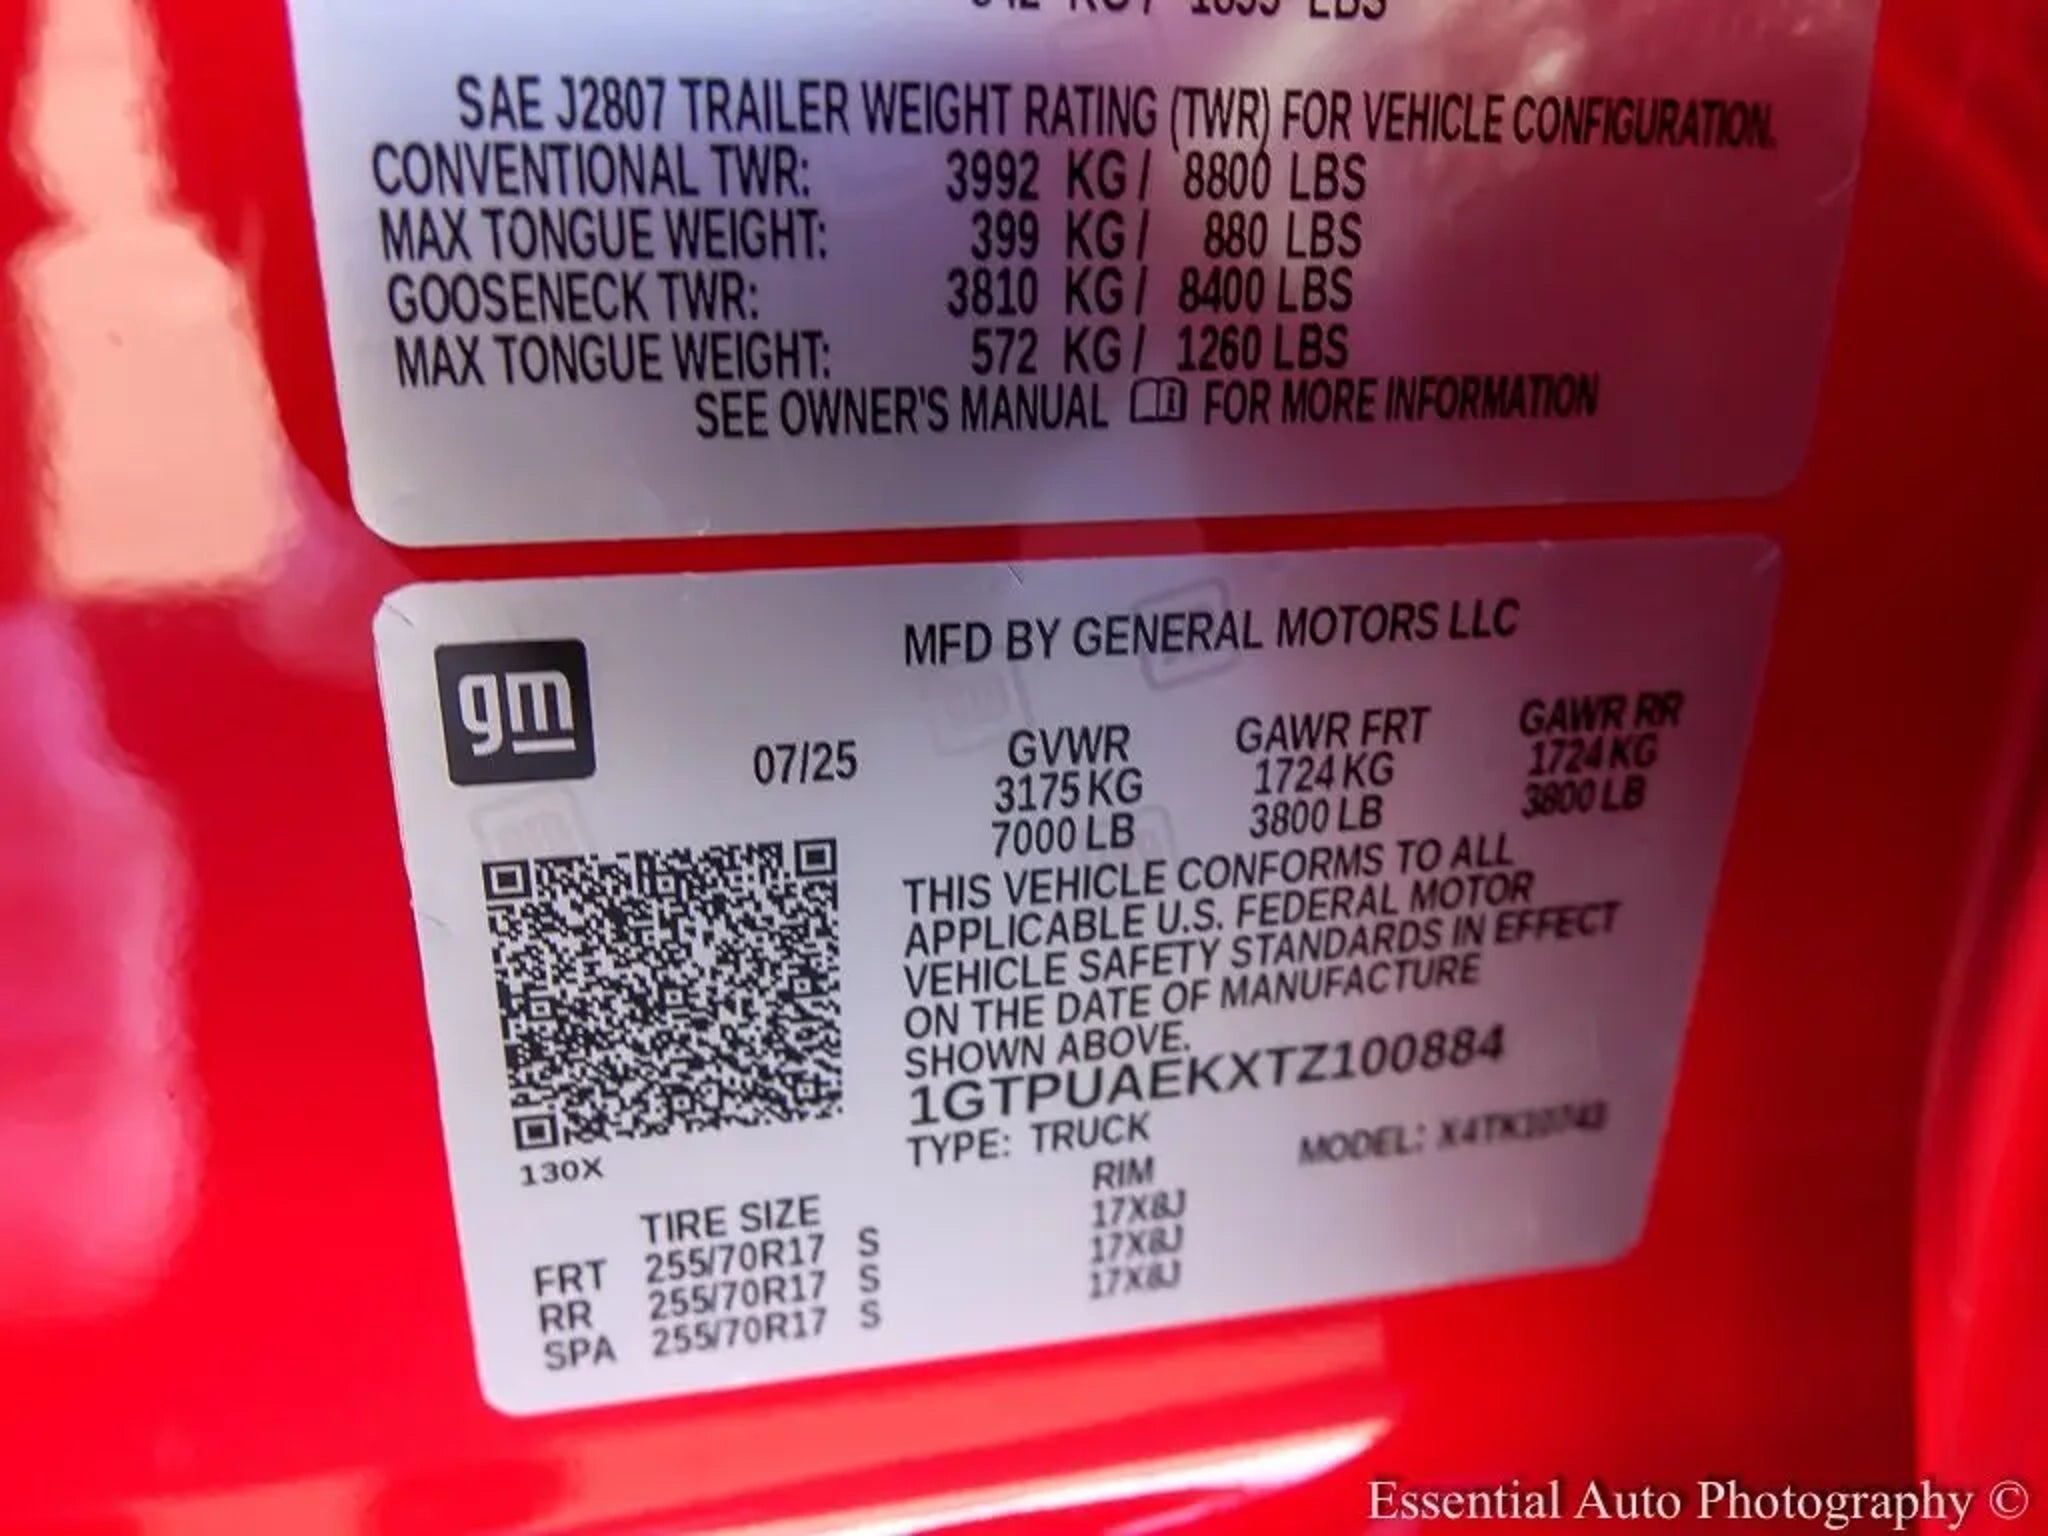 SAE J2807 TRAILER WEIGHT RATING (TWR) FOR VEHICLE CONFIGURATION.
CONVENTIONAL TWR: 3992 KG / 8800 LBS
MAX TONGUE WEIGHT: 399 KG / 880 LBS
GOOSENECK TWR: 3810 KG / 8400 LBS
MAX TONGUE WEIGHT: 572 KG / 1260 LBS
SEE OWNER'S MANUAL FOR MORE INFORMATION
gm
MFD BY GENERAL MOTORS LLC
07/25 GVWR GAWR FRT GAWR RR
3175 KG 1724 KG 1724 KG
7000 LB 3800 LB 3800 LB
THIS VEHICLE CONFORMS TO ALL
APPLICABLE U.S. FEDERAL MOTOR
VEHICLE SAFETY STANDARDS IN EFFECT
ON THE DATE OF MANUFACTURE
SHOWN ABOVE.
1GTPUAEKXTZ100884
TYPE: TRUCK MODEL: X4TK10743
130X
TIRE SIZE RIM
FRT 255/70R17 S 17X8J
RR 255/70R17 S 17X8J
SPA 255/70R17 S 17X8J
Essential Auto Photography ©